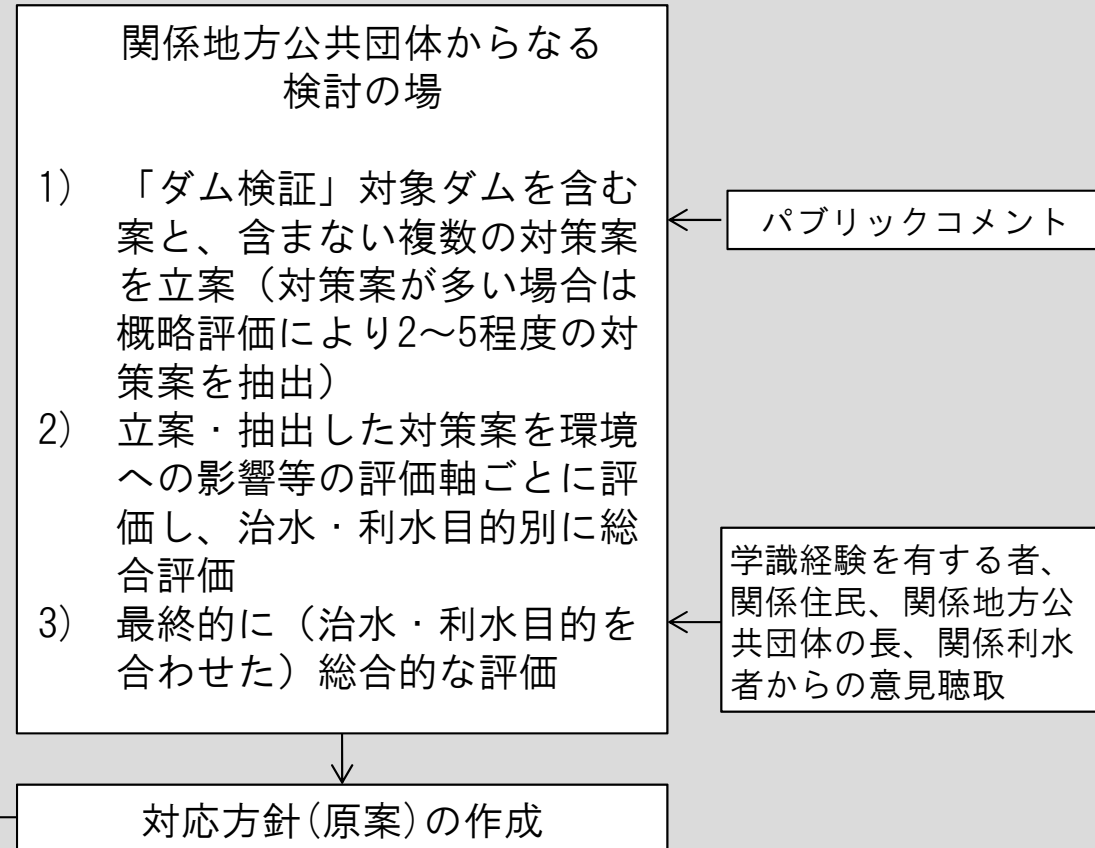 関係地方公共団体からなる
検討の場
1) 「ダム検証」対象ダムを含む
案と、含まない複数の対策案
を立案（対策案が多い場合は
概略評価により2～5程度の対
策案を抽出）
2) 立案・抽出した対策案を環境
への影響等の評価軸ごとに評
価し、治水・利水目的別に総
合評価
3) 最終的に（治水・利水目的を
合わせた）総合的な評価
パブリックコメント
学識経験を有する者、
関係住民、関係地方公
共団体の長、関係利水
者からの意見聴取
対応方針(原案)の作成